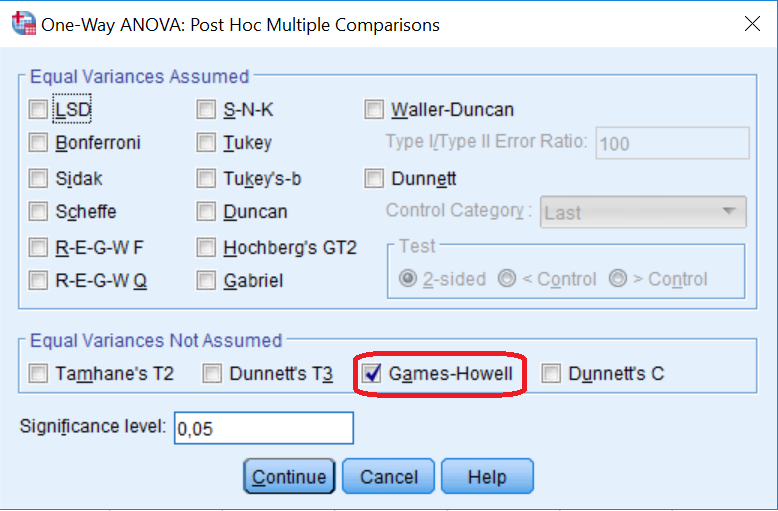 One-Way ANOVA: Post Hoc Multiple Comparisons
Equal Variances Assumed
LSD S-N-K Waller-Duncan
Bonferroni Tukey Type I/Type II Error Ratio: 100
Sidak Tukey's-b Dunnett
Scheffe Duncan Control Category: Last
R-E-G-W F Hochberg's GT2 Test
R-E-G-W Q Gabriel 2-sided < Control > Control
Equal Variances Not Assumed
Tamhane's T2 Dunnett's T3 Games-Howell Dunnett's C
Significance level: 0,05
Continue Cancel Help